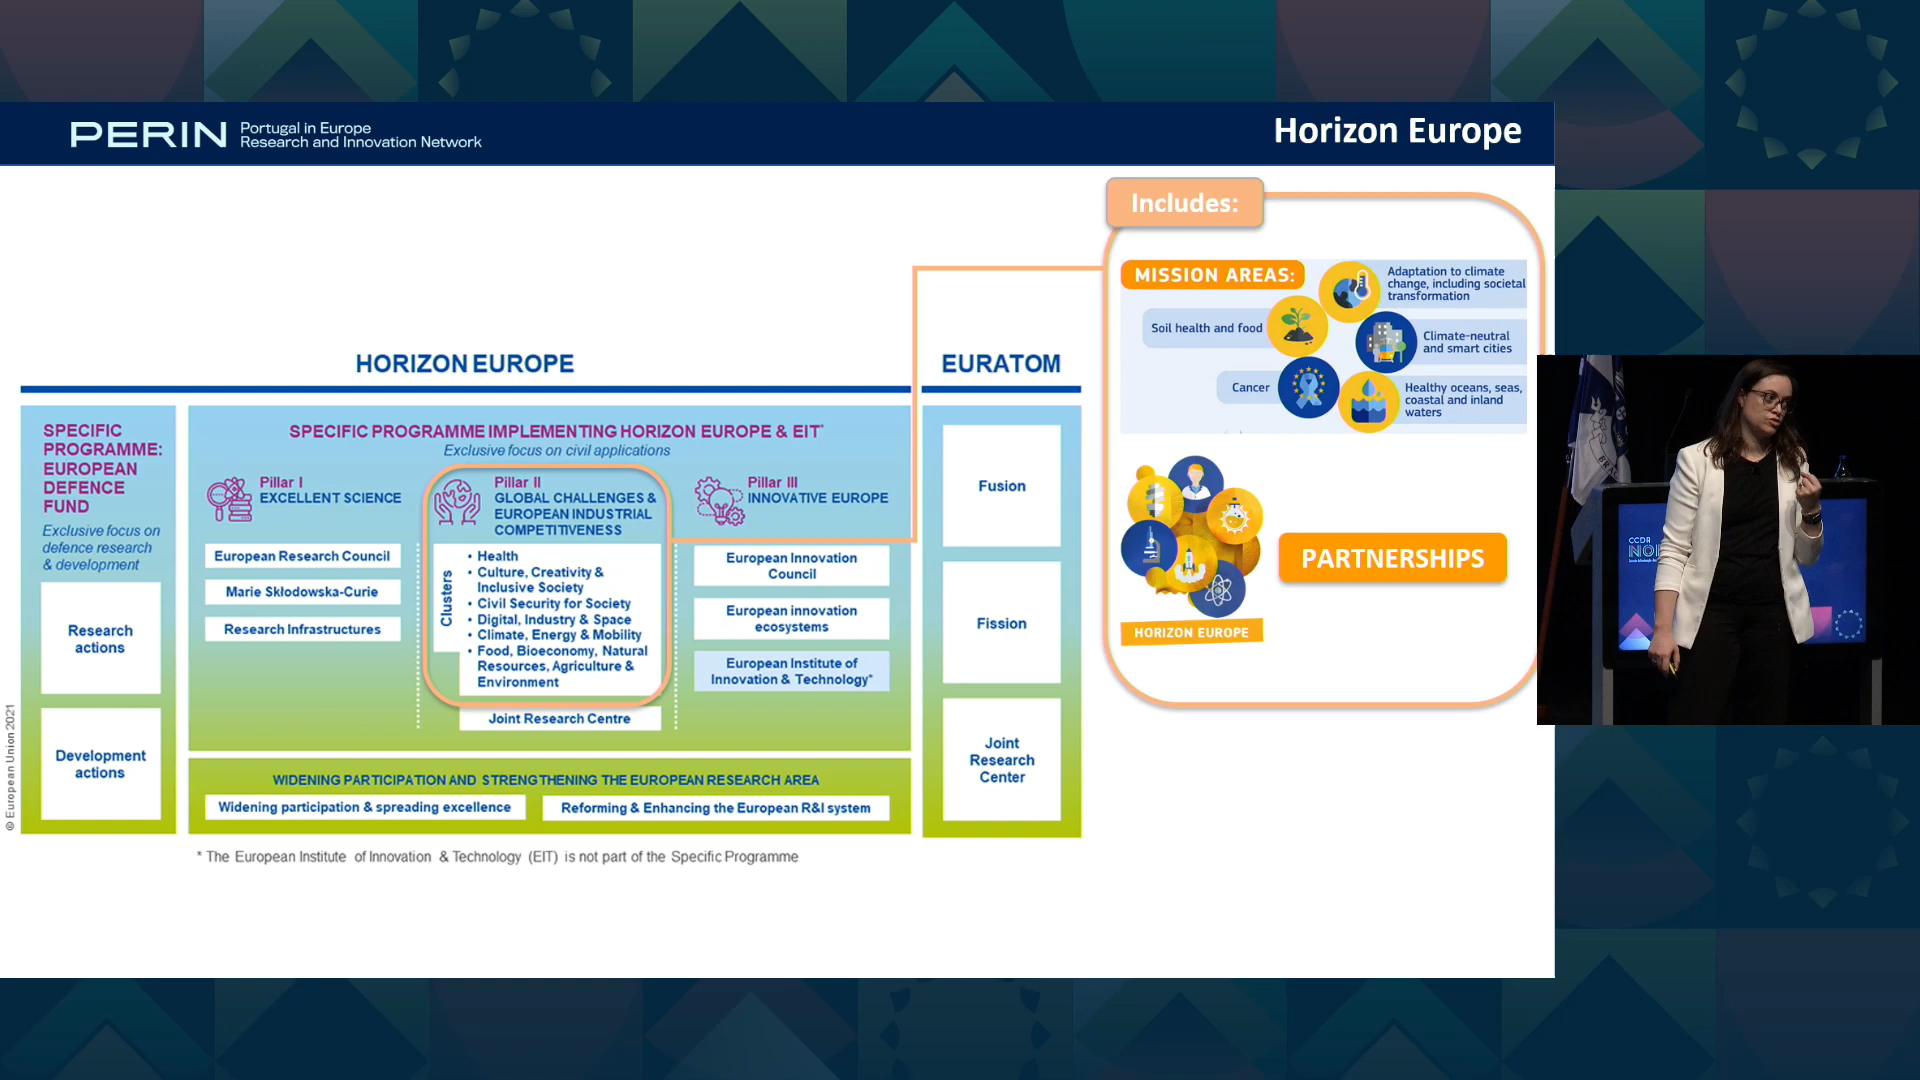 PERIN
Portugal in Europe
Research and Innovation Network
Horizon Europe
Includes:
MISSION AREAS:
Adaptation to climate
change, including societal
transformation
Soil health and food
Climate-neutral
and smart cities
Cancer
Healthy oceans, seas,
coastal and inland
waters
PARTNERSHIPS
HORIZON EUROPE
HORIZON EUROPE
EURATOM
SPECIFIC
PROGRAMME:
EUROPEAN
DEFENCE
FUND
Exclusive focus on
defence research
& development
Research
actions
Development
actions
SPECIFIC PROGRAMME IMPLEMENTING HORIZON EUROPE & EIT*
Exclusive focus on civil applications
Pillar I
EXCELLENT SCIENCE
European Research Council
Marie Skłodowska-Curie
Research Infrastructures
Pillar II
GLOBAL CHALLENGES &
EUROPEAN INDUSTRIAL
COMPETITIVENESS
Clusters
• Health
• Culture, Creativity &
Inclusive Society
• Civil Security for Society
• Digital, Industry & Space
• Climate, Energy & Mobility
• Food, Bioeconomy, Natural
Resources, Agriculture &
Environment
Joint Research Centre
Pillar III
INNOVATIVE EUROPE
European Innovation
Council
European innovation
ecosystems
European Institute of
Innovation & Technology*
WIDENING PARTICIPATION AND STRENGTHENING THE EUROPEAN RESEARCH AREA
Widening participation & spreading excellence
Reforming & Enhancing the European R&I system
Fusion
Fission
Joint
Research
Center
© European Union 2021
* The European Institute of Innovation & Technology (EIT) is not part of the Specific Programme
CCDR